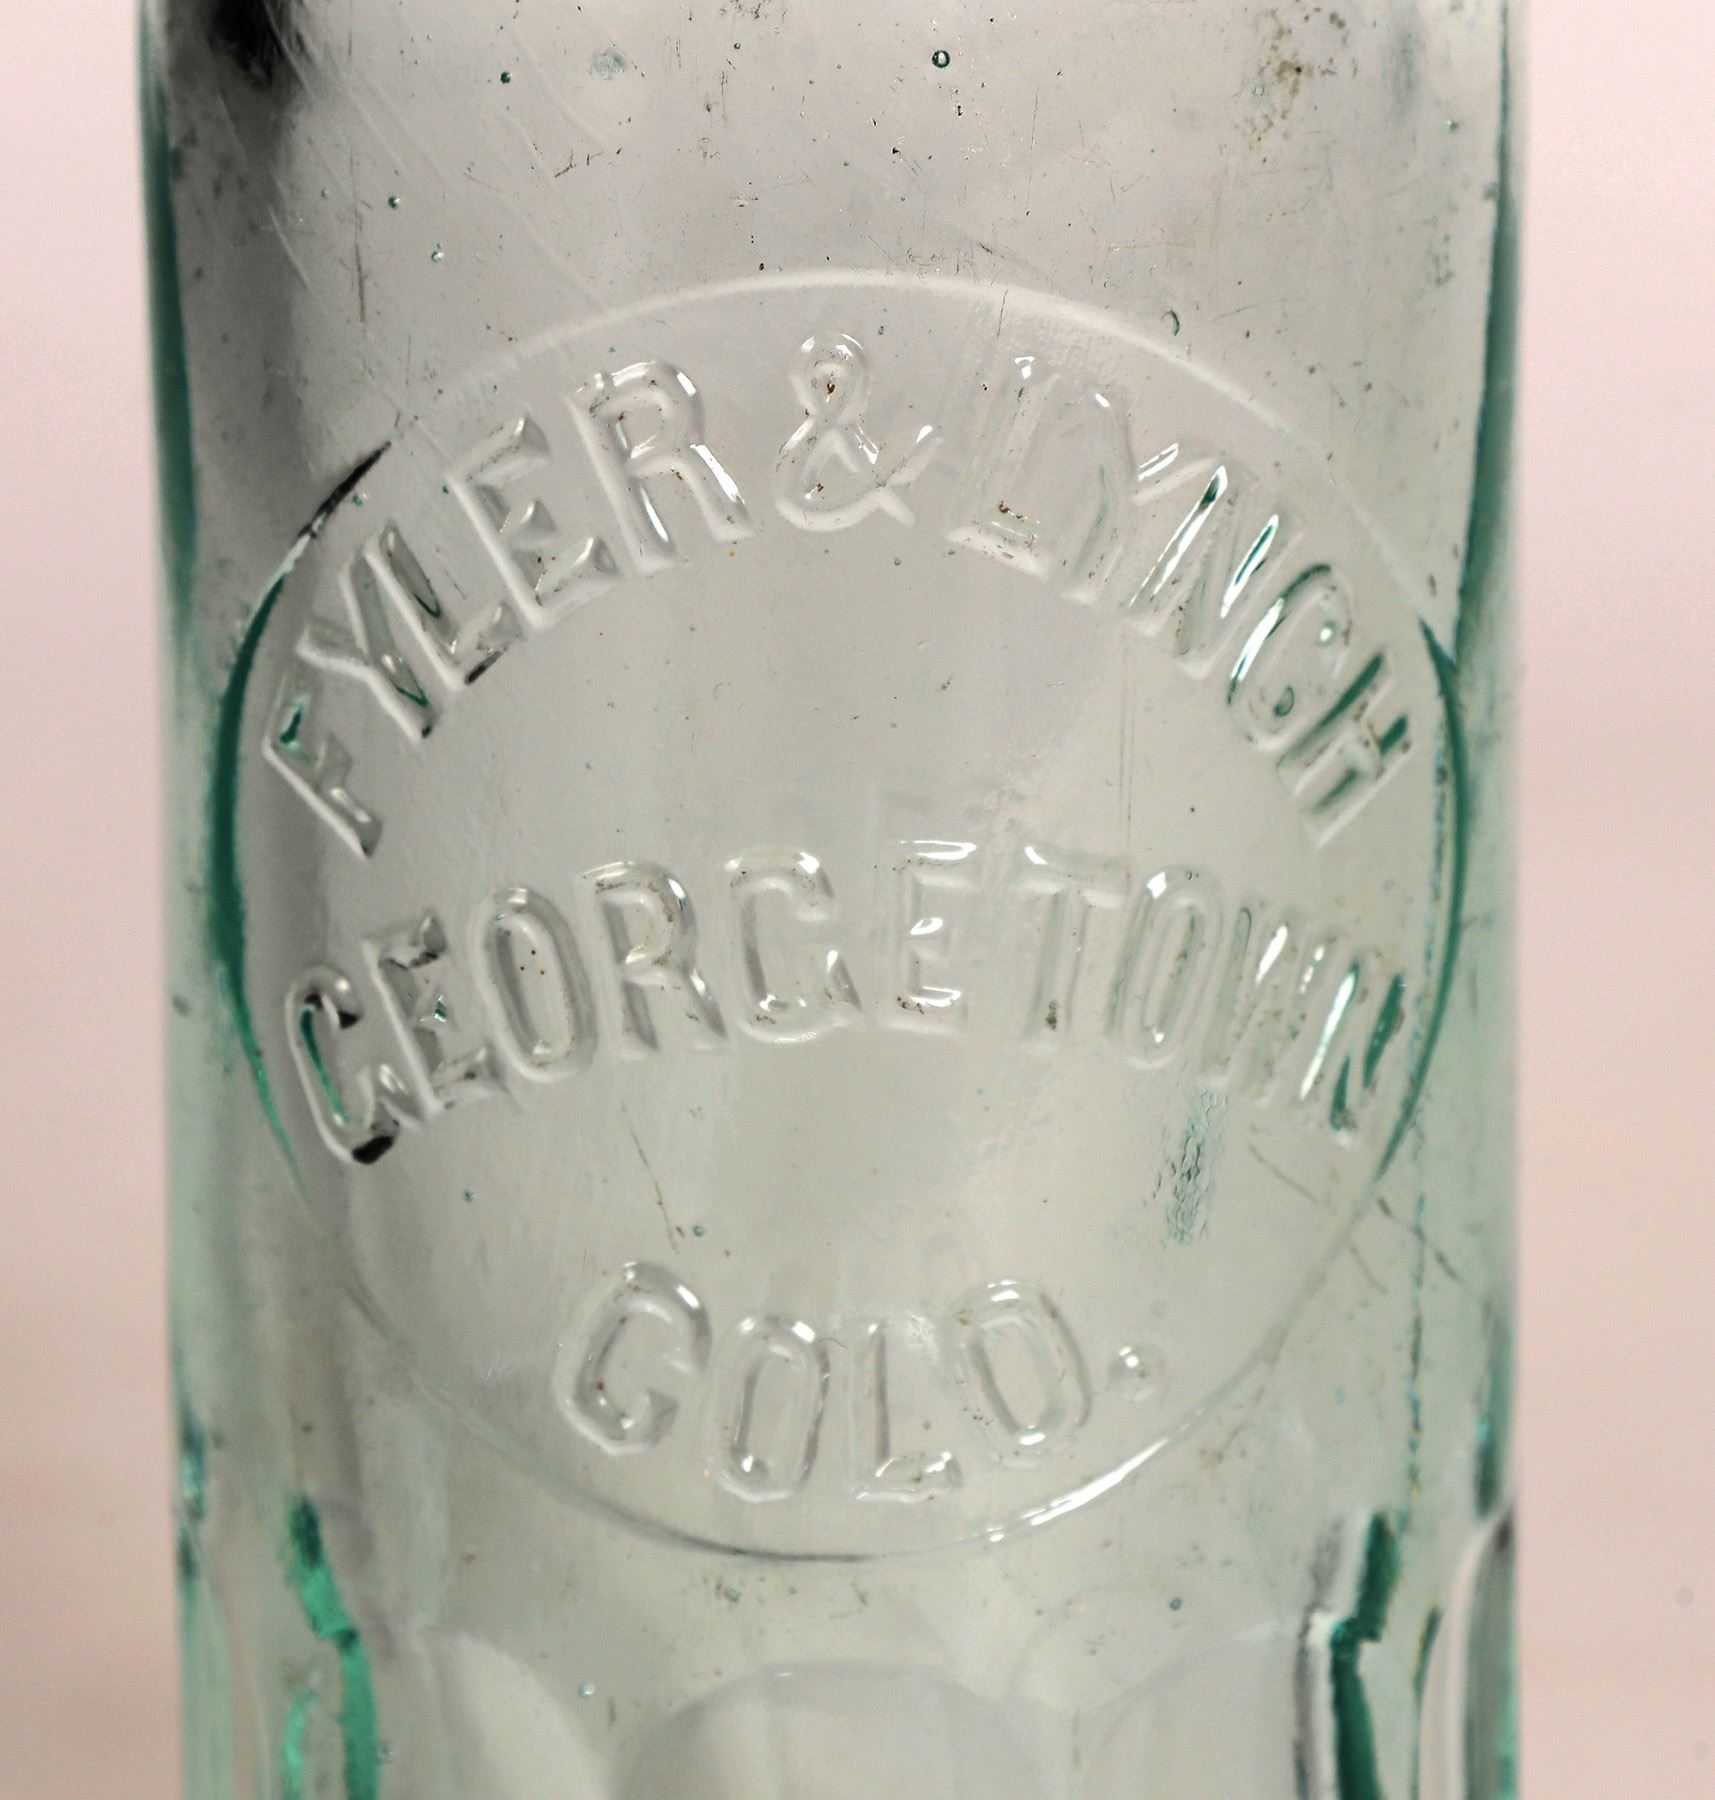 FYLER & LYNCH
GEORGETOWN
COLO.